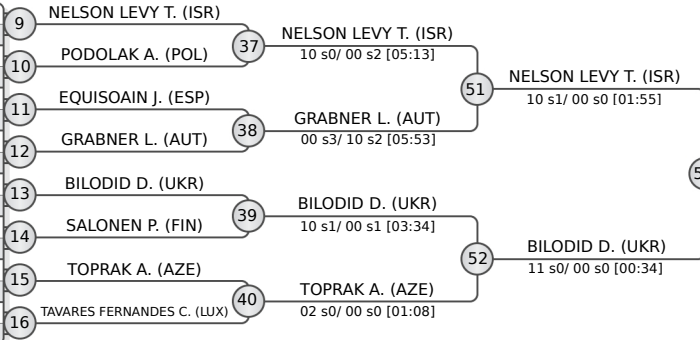 9
NELSON LEVY T. (ISR)
10
PODOLAK A. (POL)
37
NELSON LEVY T. (ISR)
10 s0/ 00 s2 [05:13]
11
EQUISOAIN J. (ESP)
12
GRABNER L. (AUT)
38
GRABNER L. (AUT)
00 s3/ 10 s2 [05:53]
51
NELSON LEVY T. (ISR)
10 s1/ 00 s0 [01:55]
13
BILODID D. (UKR)
14
SALONEN P. (FIN)
39
BILODID D. (UKR)
10 s1/ 00 s1 [03:34]
15
TOPRAK A. (AZE)
16
TAVARES FERNANDES C. (LUX)
40
TOPRAK A. (AZE)
02 s0/ 00 s0 [01:08]
52
BILODID D. (UKR)
11 s0/ 00 s0 [00:34]